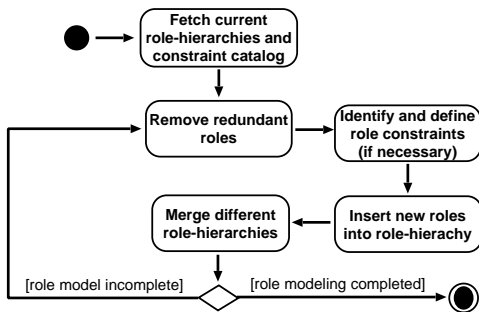 Fetch current
role-hierarchies and
constraint catalog
Remove redundant
roles
Identify and define
role constraints
(if necessary)
Merge different
role-hierarchies
Insert new roles
into role-hierachy
[role model incomplete]
[role modeling completed]